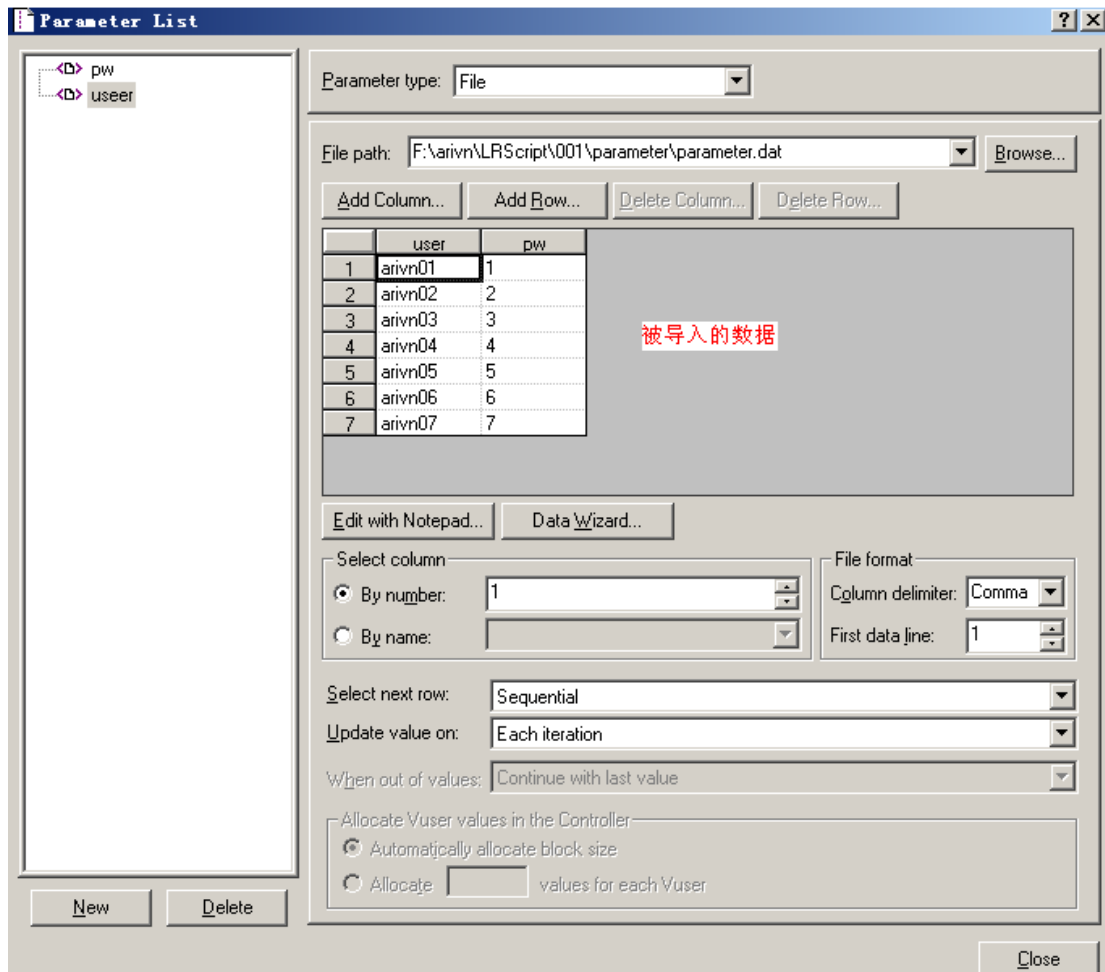 Parameter List
pw
useer
Parameter type: File
File path: F:\arivn\LRScript\001\parameter\parameter.dat Browse...
Add Column... Add Row... Delete Column... Delete Row...
user pw
1 arivn01 1
2 arivn02 2
3 arivn03 3
4 arivn04 4
5 arivn05 5
6 arivn06 6
7 arivn07 7
被导入的数据
Edit with Notepad... Data Wizard...
Select column
By number: 1
By name:
File format
Column delimiter: Comma
First data line: 1
Select next row: Sequential
Update value on: Each iteration
When out of values: Continue with last value
Allocate Vuser values in the Controller
Automatically allocate block size
Allocate values for each Vuser
New Delete
Close